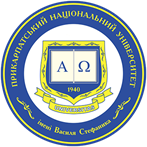 ПРИКАРПАТСЬКИЙ НАЦІОНАЛЬНИЙ УНІВЕРСИТЕТ
Α Ω
1940
імені Василя Стефаника